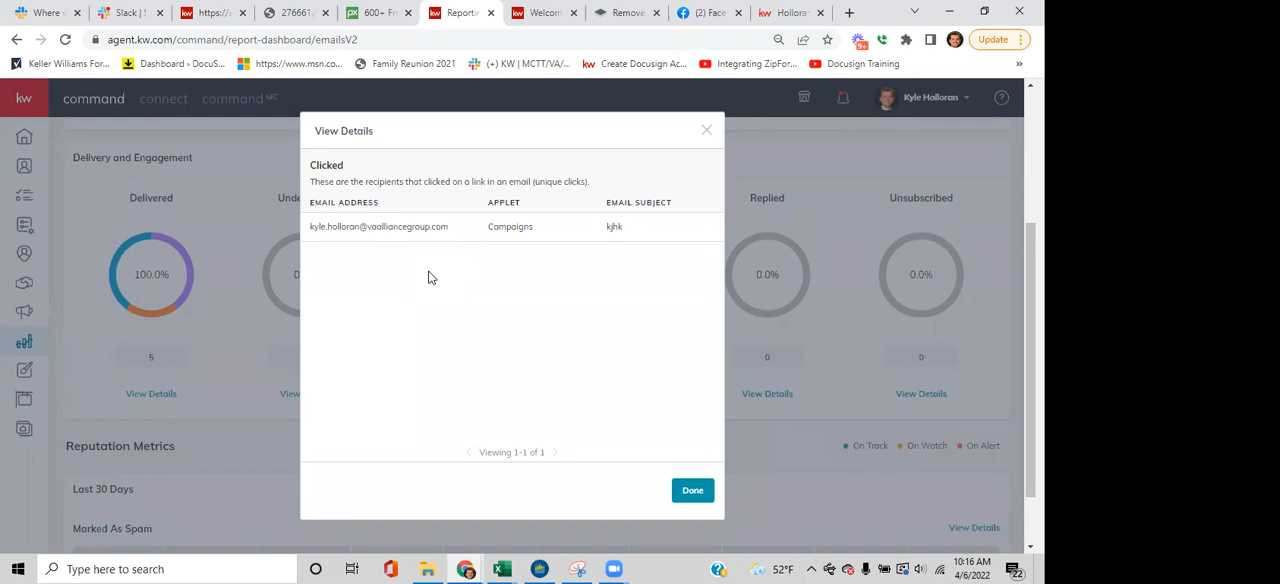 Where w
Slack | !
https://
276661
600+ Fr
Reportin
Welcom
Remove
(2) Face
Hollora
agent.kw.com/command/report-dashboard/emailsV2
9+
Update
Keller Williams For...
Dashboard › DocuS...
https://www.msn.co...
Family Reunion 2021
(+) KW | MCTT/VA/...
Create Docusign Ac...
Integrating ZipFor...
Docusign Training
»
kw
command
connect
command MC
Kyle Holloran
View Details
Clicked
These are the recipients that clicked on a link in an email (unique clicks).
EMAIL ADDRESS
APPLET
EMAIL SUBJECT
kyle.holloran@vaalliancegroup.com
Campaigns
kjhk
Viewing 1-1 of 1
Done
Delivery and Engagement
Delivered
Unde
Replied
Unsubscribed
100.0%
0
0.0%
0.0%
5
0
0
View Details
View
View Details
View Details
Reputation Metrics
On Track
On Watch
On Alert
Last 30 Days
Marked As Spam
View Details
Type here to search
52°F
10:16 AM
4/6/2022
22